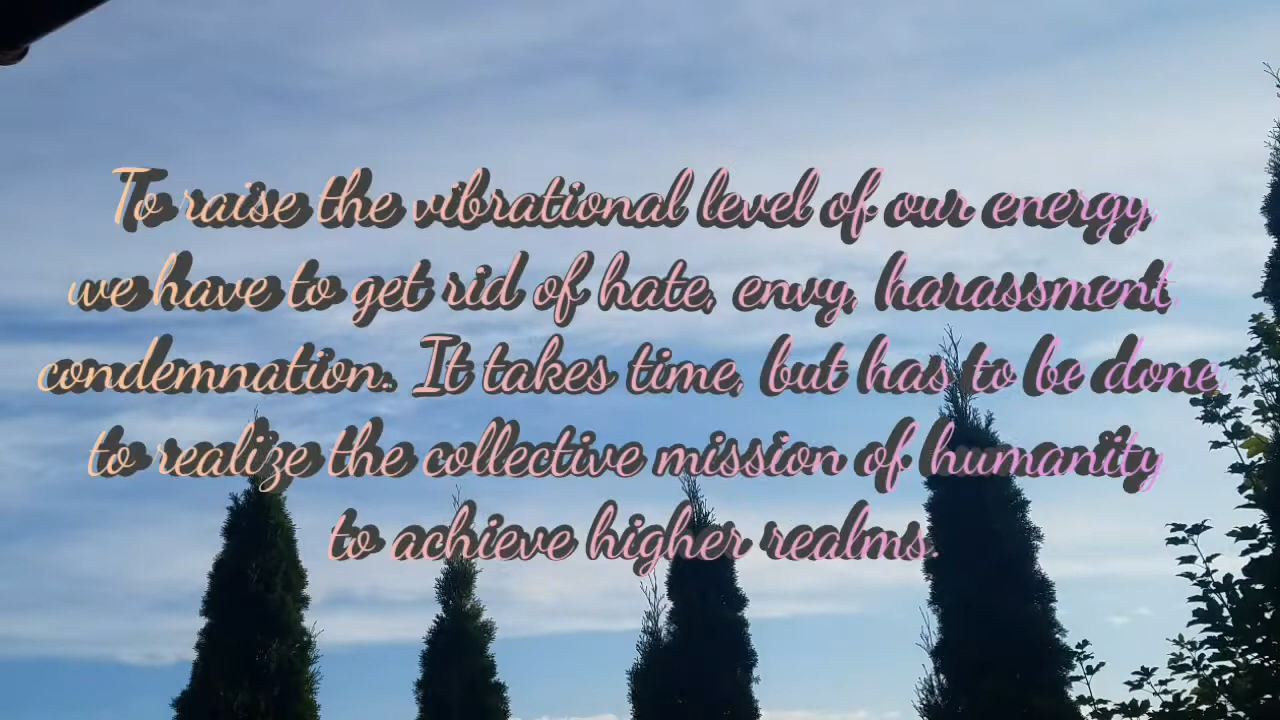 To raise the vibrational level of our energy,
we have to get rid of hate, envy, harassment,
condemnation. It takes time, but has to be done,
to realize the collective mission of humanity
to achieve higher realms.